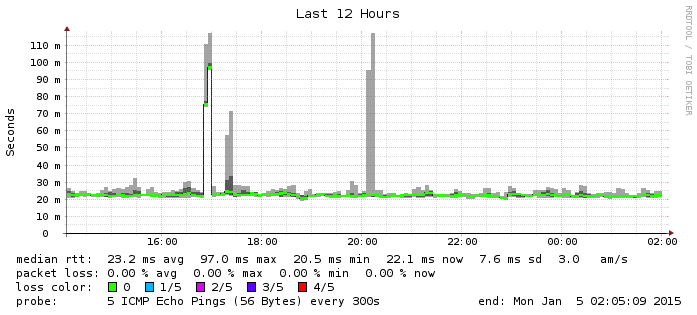 Last 12 Hours
RRDTOOL / TOBI OETIKER
Seconds
110 m
100 m
90 m
80 m
70 m
60 m
50 m
40 m
30 m
20 m
10 m
0
16:00 18:00 20:00 22:00 00:00 02:00
median rtt: 23.2 ms avg 97.0 ms max 20.5 ms min 22.1 ms now 7.6 ms sd 3.0 am/s
packet loss: 0.00 % avg 0.00 % max 0.00 % min 0.00 % now
loss color: 0 1/5 2/5 3/5 4/5
probe: 5 ICMP Echo Pings (56 Bytes) every 300s end: Mon Jan 5 02:05:09 2015